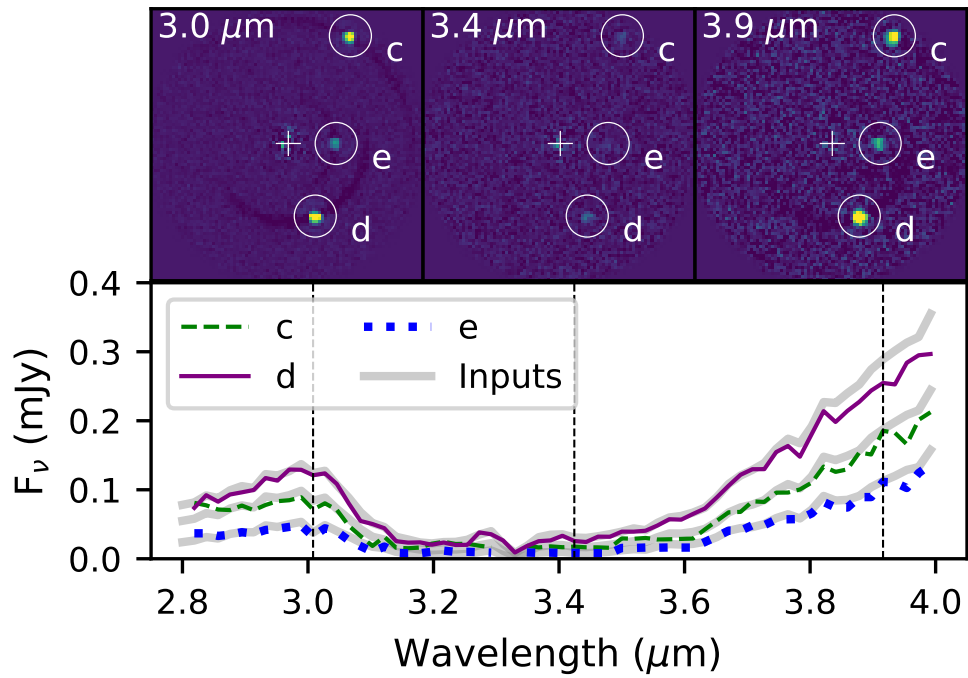 3.0 μm 3.4 μm 3.9 μm
c c
e e e
d d d
0.4
0.3
0.2
0.1
0.0
F_ν (mJy)
c e
d Inputs
2.8 3.0 3.2 3.4 3.6 3.8 4.0
Wavelength (μm)